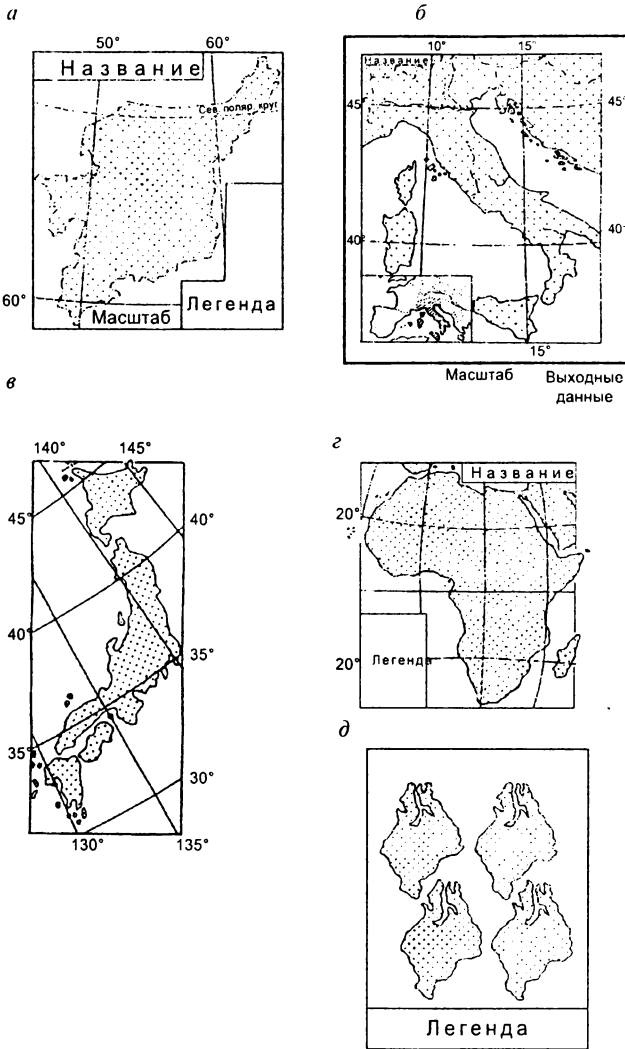 а
б
50° 60°
Название
Сев поляр круг
60°
Масштаб
Легенда
10° 15°
Название
45° 45°
40° 40°
15°
Масштаб
Выходные
данные
в
140° 145°
45°
40°
40°
35°
35°
30°
130° 135°
г
Название
20°
20°
Легенда
д
Легенда